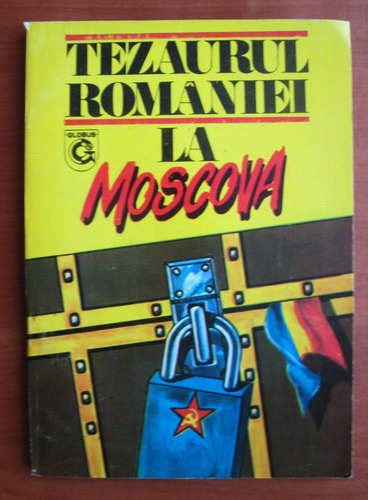 TEZAURUL
ROMÂNIEI
GLOBUS
LA
MOSCOVA